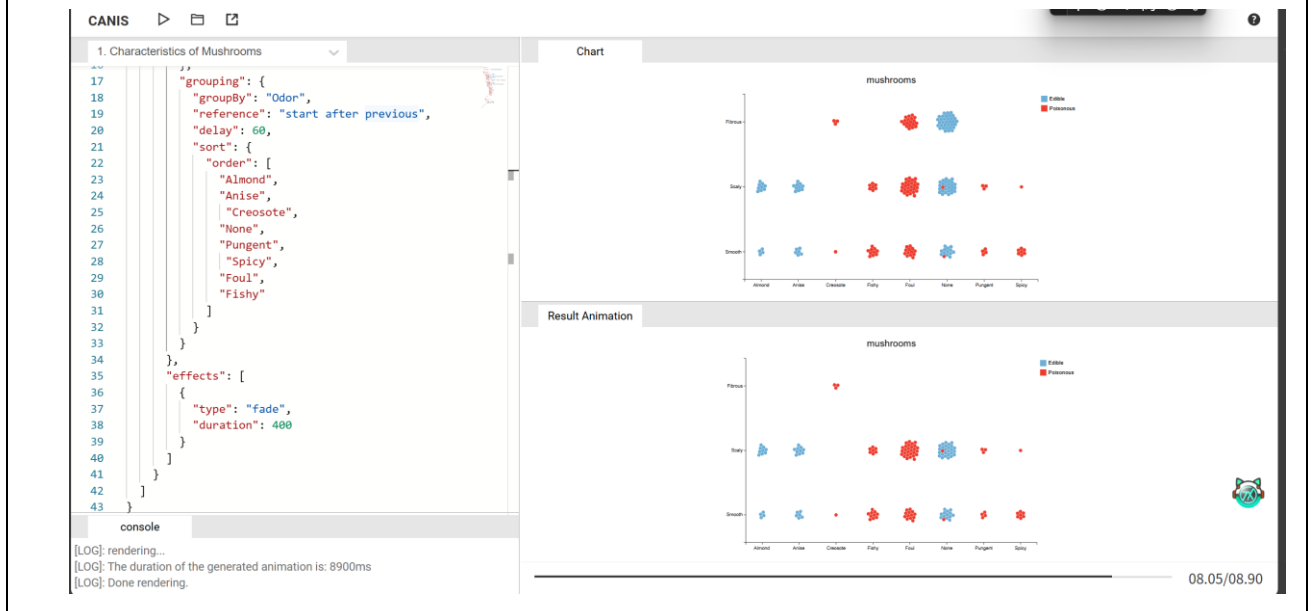 CANIS
1. Characteristics of Mushrooms
17 "grouping": {
18 "groupBy": "Odor",
19 "reference": "start after previous",
20 "delay": 60,
21 "sort": {
22 "order": [
23 "Almond",
24 "Anise",
25 "Creosote",
26 "None",
27 "Pungent",
28 "Spicy",
29 "Foul",
30 "Fishy"
31 ]
32 }
33 }
34 },
35 "effects": [
36 {
37 "type": "fade",
38 "duration": 400
39 }
40 ]
41 }
42 ]
43 }
console
[LOG]: rendering...
[LOG]: The duration of the generated animation is: 8900ms
[LOG]: Done rendering.
Chart
mushrooms
Edible
Poisonous
Fibrous
Scaly
Smooth
Almond Anise Creosote Fishy Foul None Pungent Spicy
Result Animation
mushrooms
Edible
Poisonous
Fibrous
Scaly
Smooth
Almond Anise Creosote Fishy Foul None Pungent Spicy
08.05/08.90